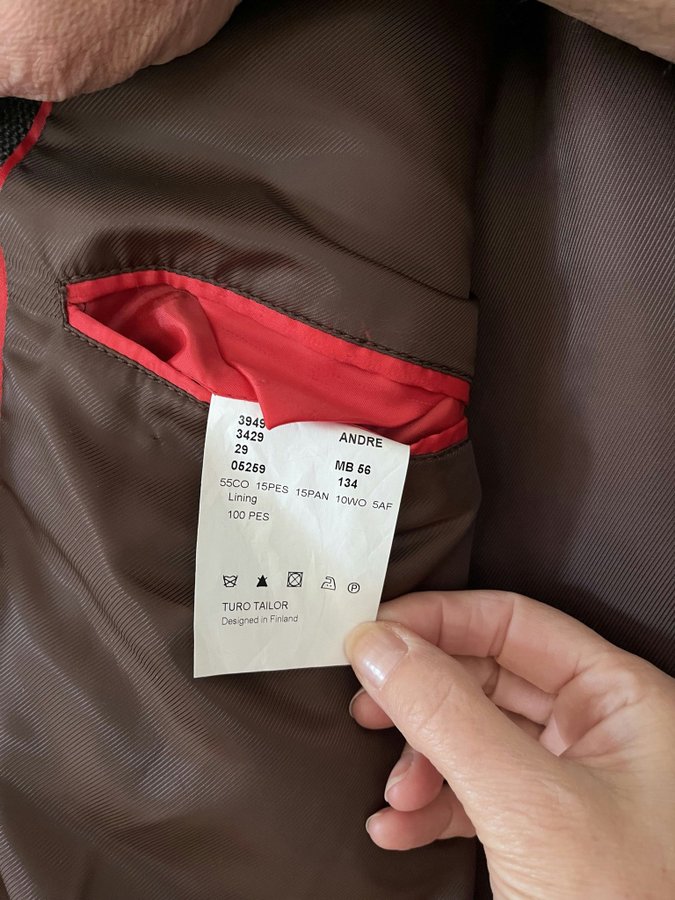 3949
3429 ANDRE
29
05259 MB 56
134
55CO 15PES 15PAN 10WO 5AF
Lining
100 PES
P
TURO TAILOR
Designed in Finland